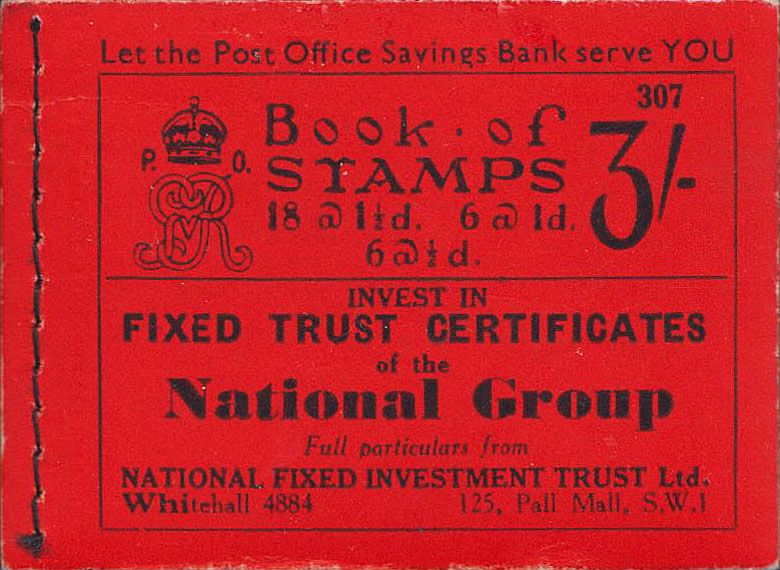 Let the Post Office Savings Bank serve YOU
307
P. O.
Book · of
STAMPS
3/-
18 @ 1½d. 6 @ 1d.
6 @ ½d.
INVEST IN
FIXED TRUST CERTIFICATES
of the
National Group
Full particulars from
NATIONAL FIXED INVESTMENT TRUST Ltd.
Whitehall 4884 125, Pall Mall, S.W.1